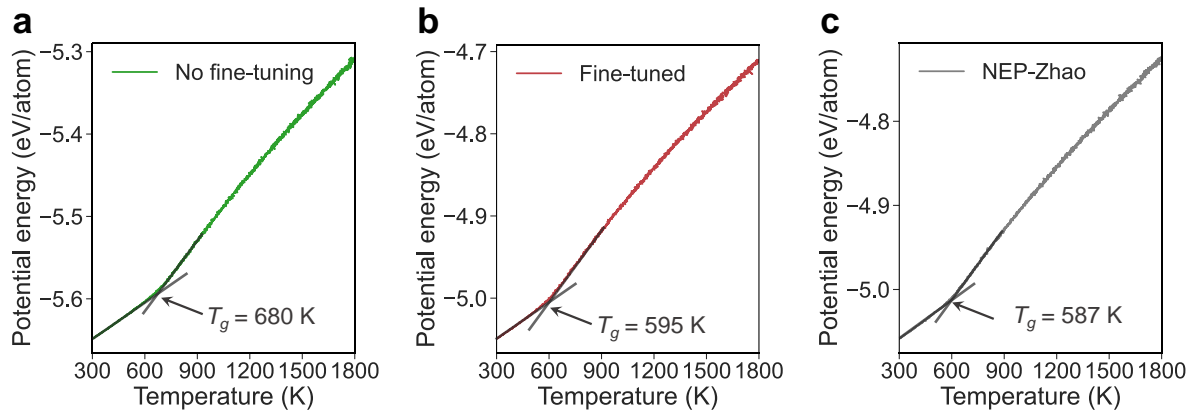 a
No fine-tuning
−5.3
−5.4
−5.5
−5.6
Potential energy (eV/atom)
Tg = 680 K
300 600 900 1200 1500 1800
Temperature (K)
b
Fine-tuned
−4.7
−4.8
−4.9
−5.0
Potential energy (eV/atom)
Tg = 595 K
300 600 900 1200 1500 1800
Temperature (K)
c
NEP-Zhao
−4.8
−4.9
−5.0
Potential energy (eV/atom)
Tg = 587 K
300 600 900 1200 1500 1800
Temperature (K)